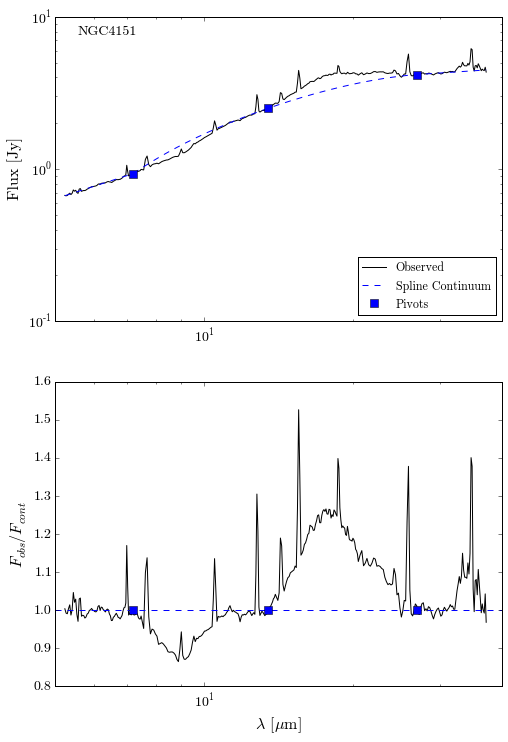 NGC4151
10^1
10^0
10^-1
Flux [Jy]
Observed
Spline Continuum
Pivots
10^1
1.6
1.5
1.4
1.3
1.2
1.1
1.0
0.9
0.8
F_obs/F_cont
10^1
λ [μm]